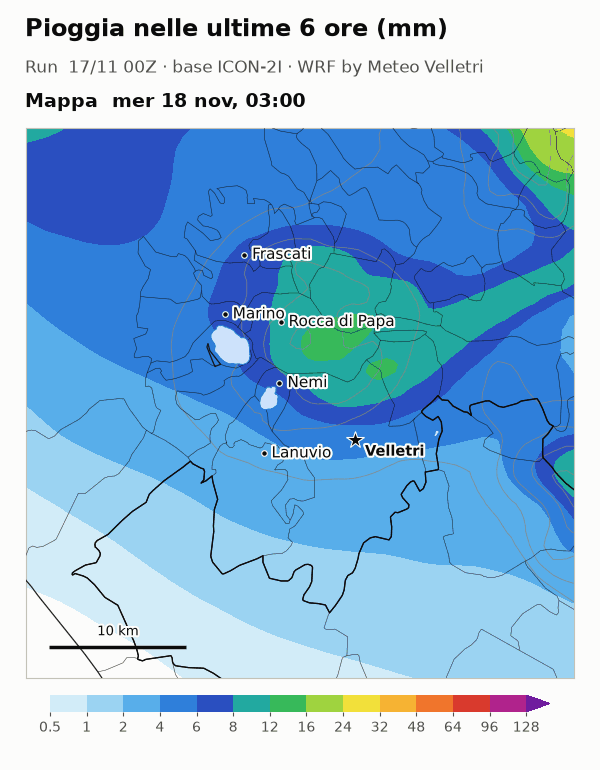 Pioggia nelle ultime 6 ore (mm)
Run 17/11 00Z · base ICON-2I · WRF by Meteo Velletri
Mappa mer 18 nov, 03:00
Frascati
Marino
Rocca di Papa
Nemi
Velletri
Lanuvio
10 km
0.5 1 2 4 6 8 12 16 24 32 48 64 96 128